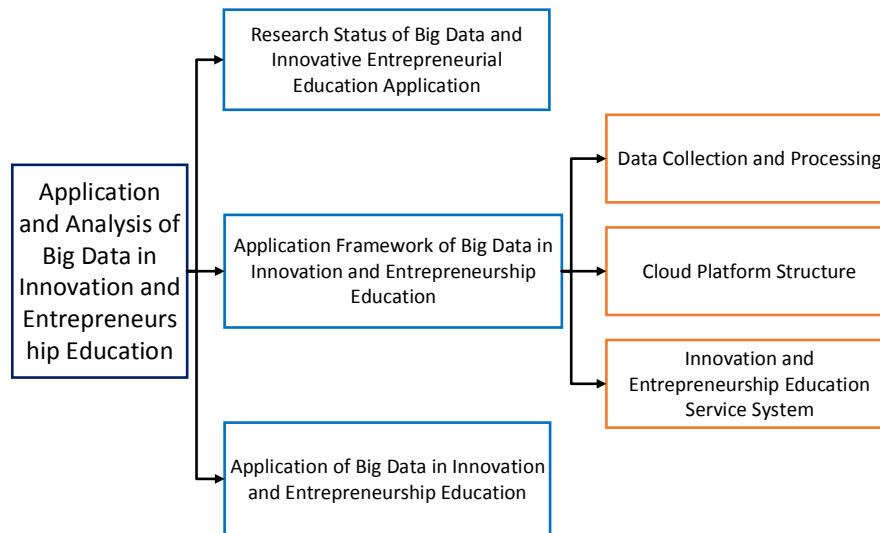 Research Status of Big Data and
Innovative Entrepreneurial
Education Application
Application
and Analysis of
Big Data in
Innovation and
Entrepreneurs
hip Education
Application Framework of Big Data in
Innovation and Entrepreneurship
Education
Application of Big Data in Innovation
and Entrepreneurship Education
Data Collection and Processing
Cloud Platform Structure
Innovation and
Entrepreneurship Education
Service System